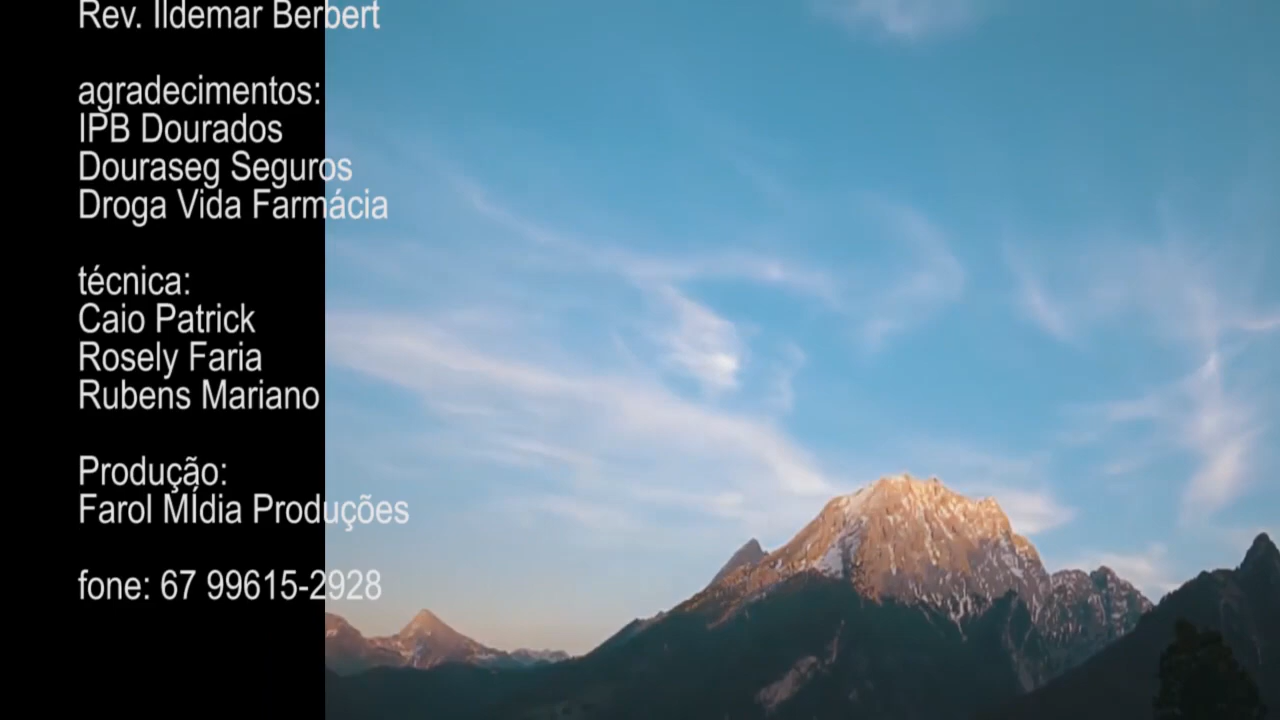 Rev. Ildemar Berbert
agradecimentos:
IPB Dourados
Douraseg Seguros
Droga Vida Farmácia
técnica:
Caio Patrick
Rosely Faria
Rubens Mariano
Produção:
Farol MÍdia Produções
fone: 67 99615-2928